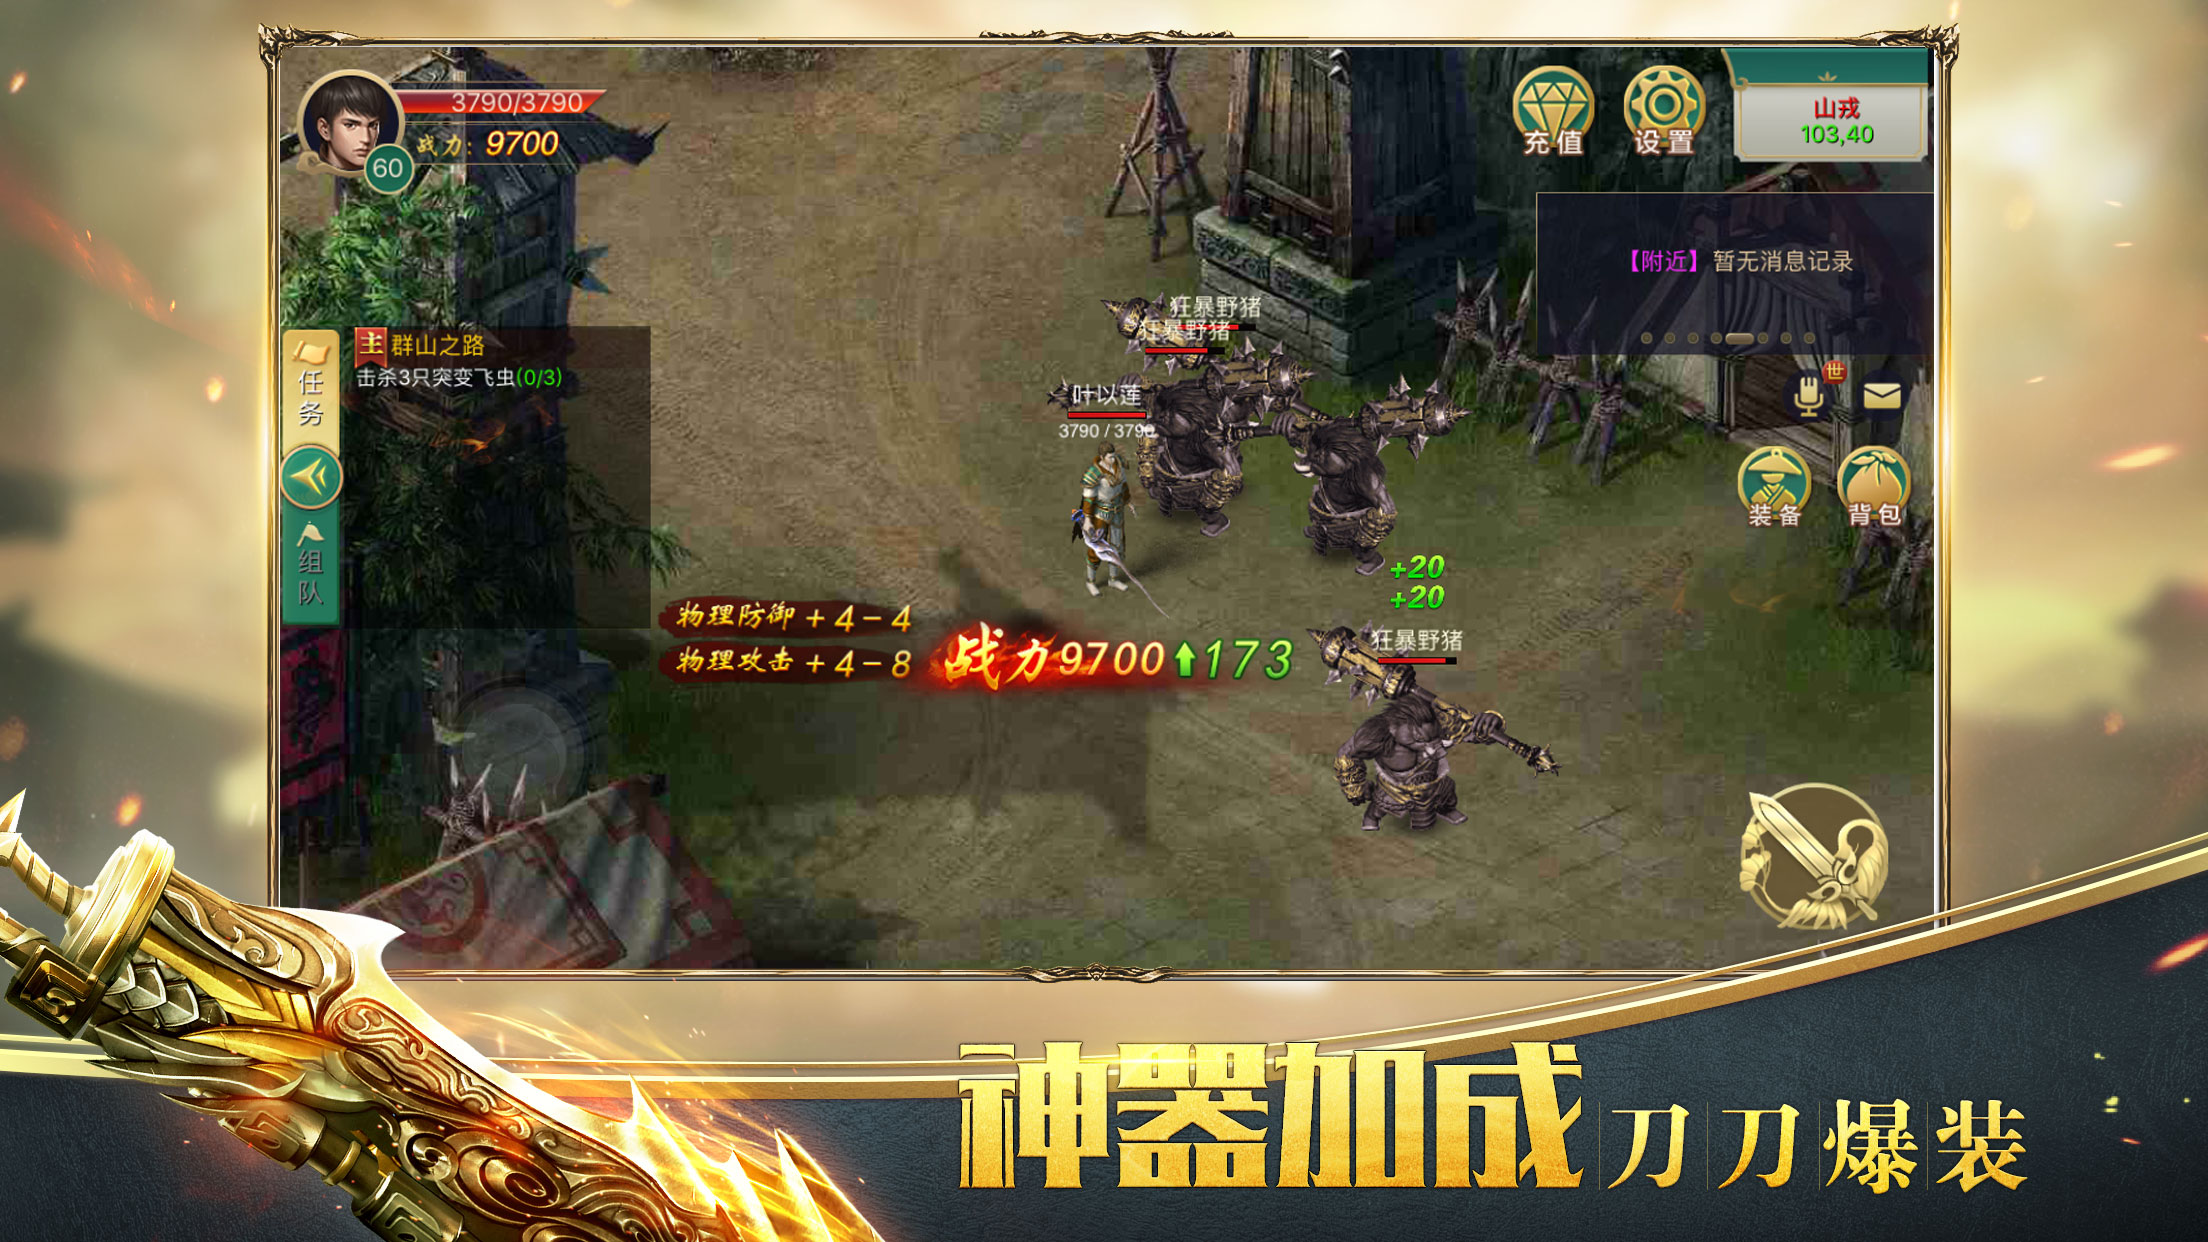 3790/3790
战力：9700
60
充值
设置
山戎
103,40
【附近】暂无消息记录
狂暴野猪
狂暴野猪
主 群山之路
击杀3只突变飞虫(0/3)
任务
世
叶以莲
3790 / 3790
装备
背包
组队
+20
+20
物理防御 + 4 - 4
物理攻击 + 4 - 8
战力9700 173
狂暴野猪
神器加成 刀刀爆装